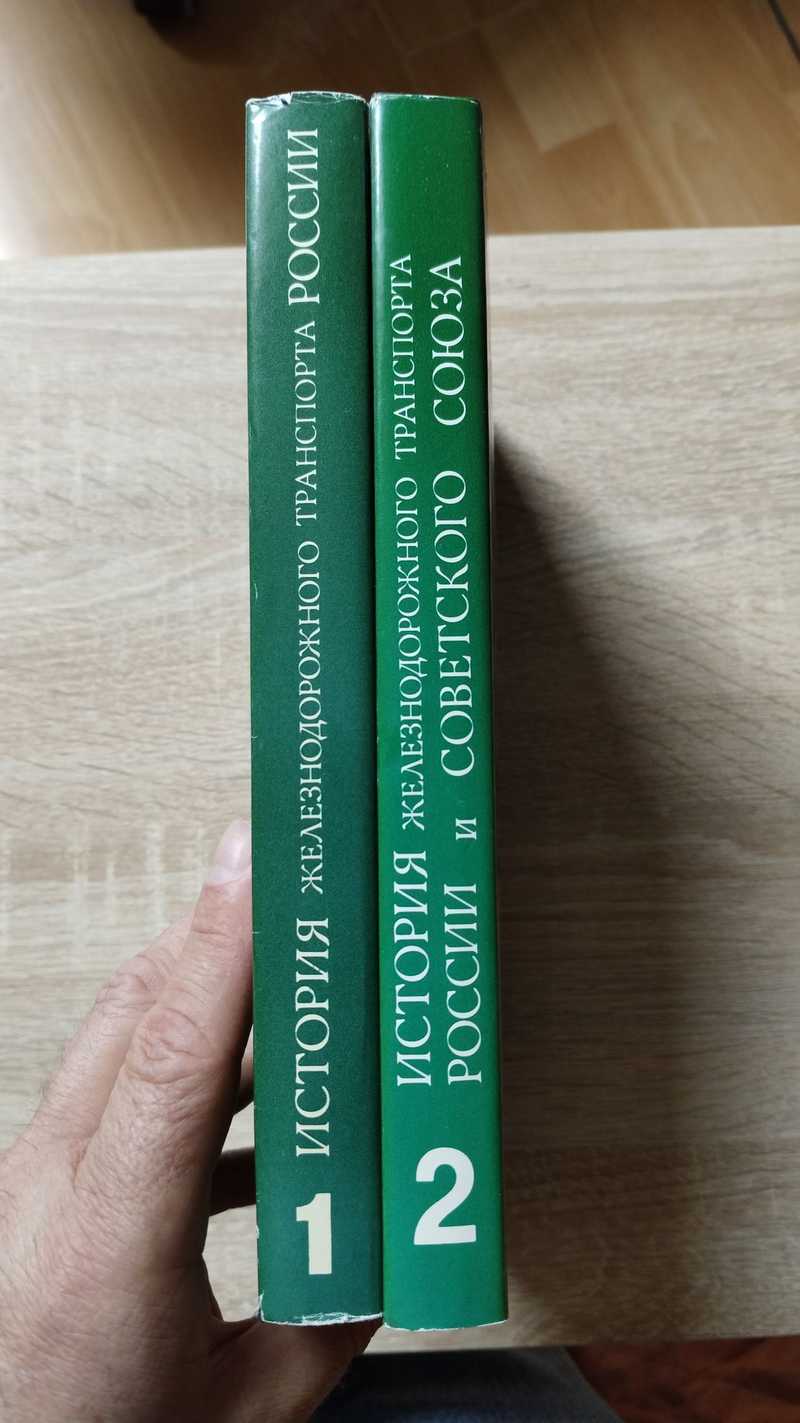 1
ИСТОРИЯ ЖЕЛЕЗНОДОРОЖНОГО ТРАНСПОРТА РОССИИ
2
ИСТОРИЯ ЖЕЛЕЗНОДОРОЖНОГО ТРАНСПОРТА
РОССИИ и СОВЕТСКОГО СОЮЗА